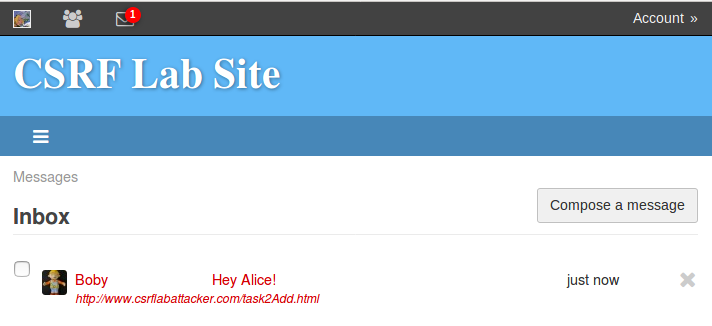 1
Account »
CSRF Lab Site
Messages
Inbox
Compose a message
Boby Hey Alice! just now
http://www.csrflabattacker.com/task2Add.html